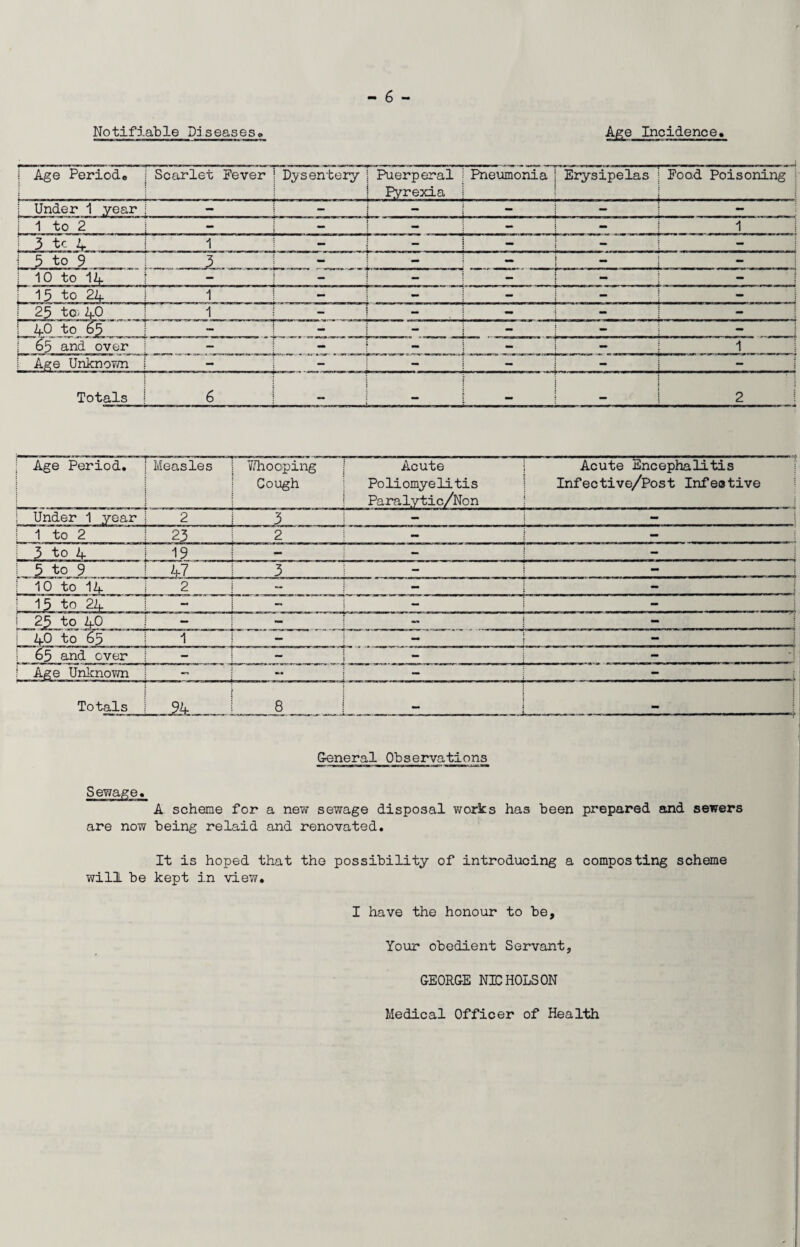 - 6 -
Notifiable Diseases. Age Incidence.
Age Period. Scarlet Fever Dysentery Puerperal Pyrexia Pneumonia Erysipelas Food Poisoning
Under 1 year - - - - - -
1 to 2 - - - - - 1
3 to 4 1 - - - - -
5 to 9 3 - - - - -
10 to 14 - - - - - -
15 to 24 1 - - - - -
25 to 40 1 - - - - -
40 to 65 - - - - - -
65 and over - - - - - 1
Age Unknown - - - - - -
Totals 6 - - - - 2
Age Period. Measles Whooping Cough Acute Poliomyelitis Paralytic/Non Acute Encephalitis Infective/Post Infective
Under 1 year 2 3 - -
1 to 2 23 2 - -
3 to 4 19 - - -
5 to 9 47 3 - -
10 to 14 2 - - -
15 to 24 - - - -
25 to 40 - - - -
40 to 65 1 - - -
65 and over - - - -
Age Unknown - - - -
Totals 94 8 - -
General Observations
Sewage.
A scheme for a new sewage disposal works has been prepared and sewers
are now being relaid and renovated.
It is hoped that the possibility of introducing a composting scheme
will be kept in view.
I have the honour to be,
Your obedient Servant,
GEORGE NICHOLSON
Medical Officer of Health